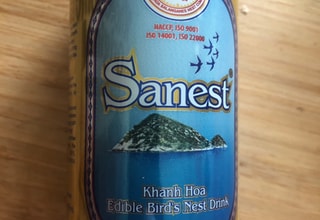 HACCP, ISO 9001
ISO 14001, ISO 22000
Sanest®
Khanh Hoa
Edible Bird's Nest Drink